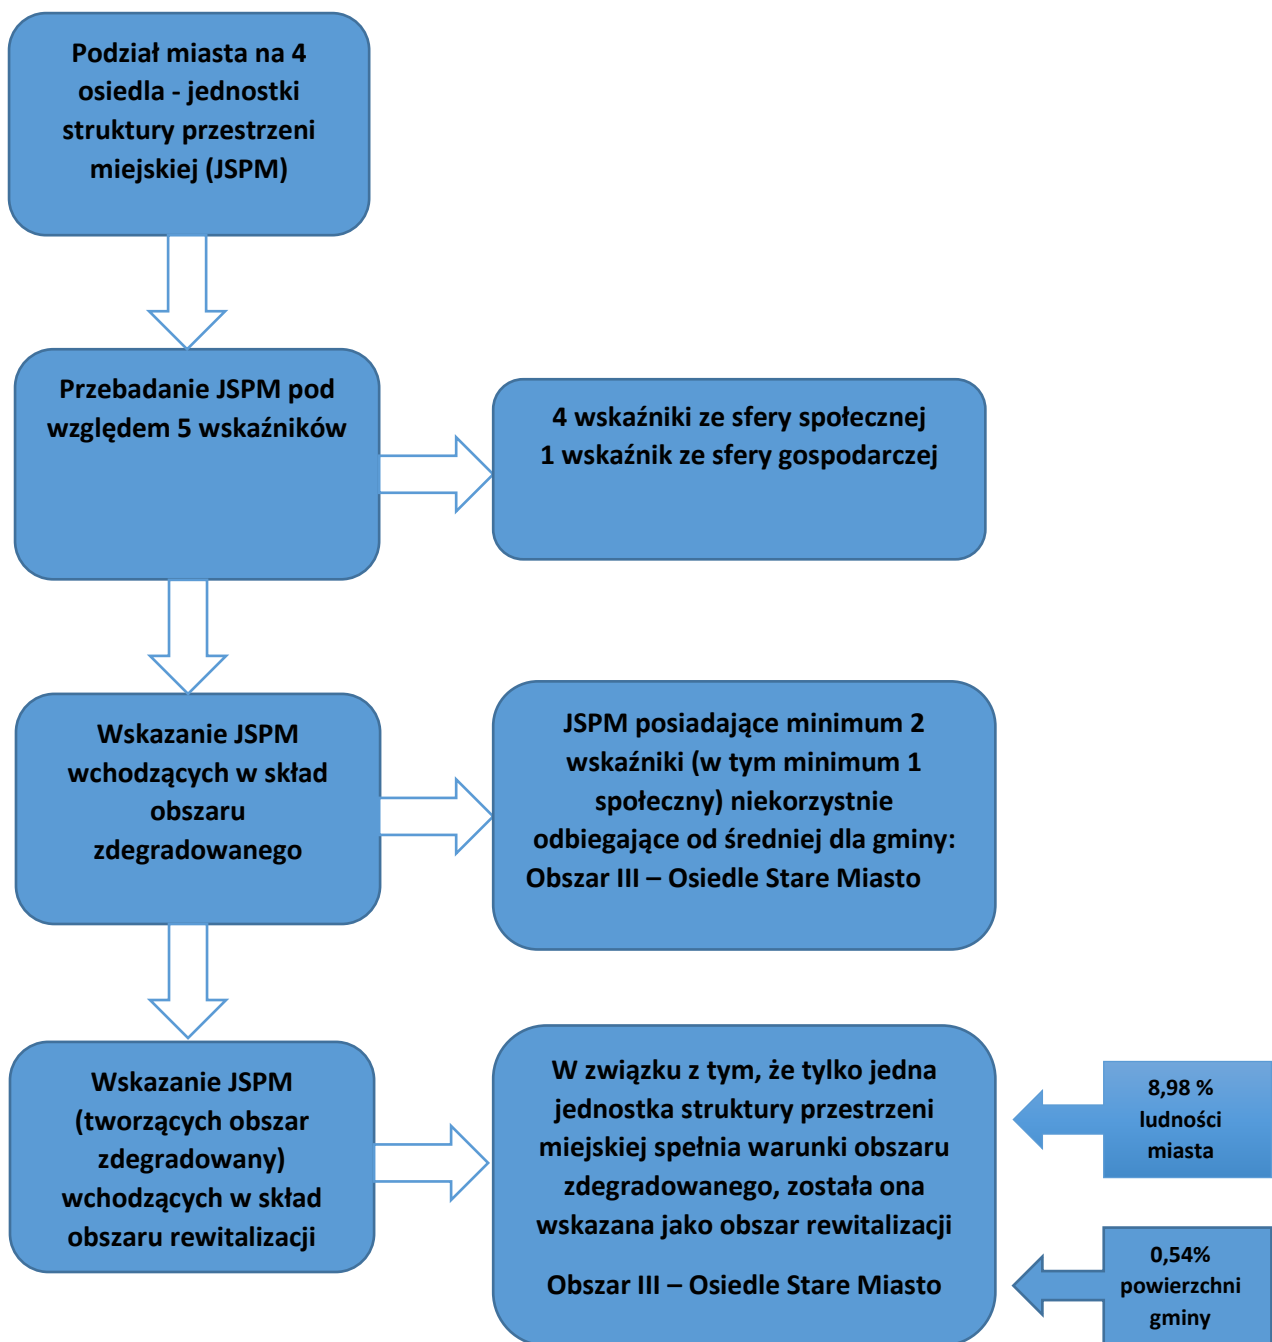 Podział miasta na 4
osiedla - jednostki
struktury przestrzeni
miejskiej (JSPM)
Przebadanie JSPM pod
względem 5 wskaźników
4 wskaźniki ze sfery społecznej
1 wskaźnik ze sfery gospodarczej
Wskazanie JSPM
wchodzących w skład
obszaru
zdegradowanego
JSPM posiadające minimum 2
wskaźniki (w tym minimum 1
społeczny) niekorzystnie
odbiegające od średniej dla gminy:
Obszar III – Osiedle Stare Miasto
Wskazanie JSPM
(tworzących obszar
zdegradowany)
wchodzących w skład
obszaru rewitalizacji
W związku z tym, że tylko jedna
jednostka struktury przestrzeni
miejskiej spełnia warunki obszaru
zdegradowanego, została ona
wskazana jako obszar rewitalizacji
Obszar III – Osiedle Stare Miasto
8,98 %
ludności
miasta
0,54%
powierzchni
gminy